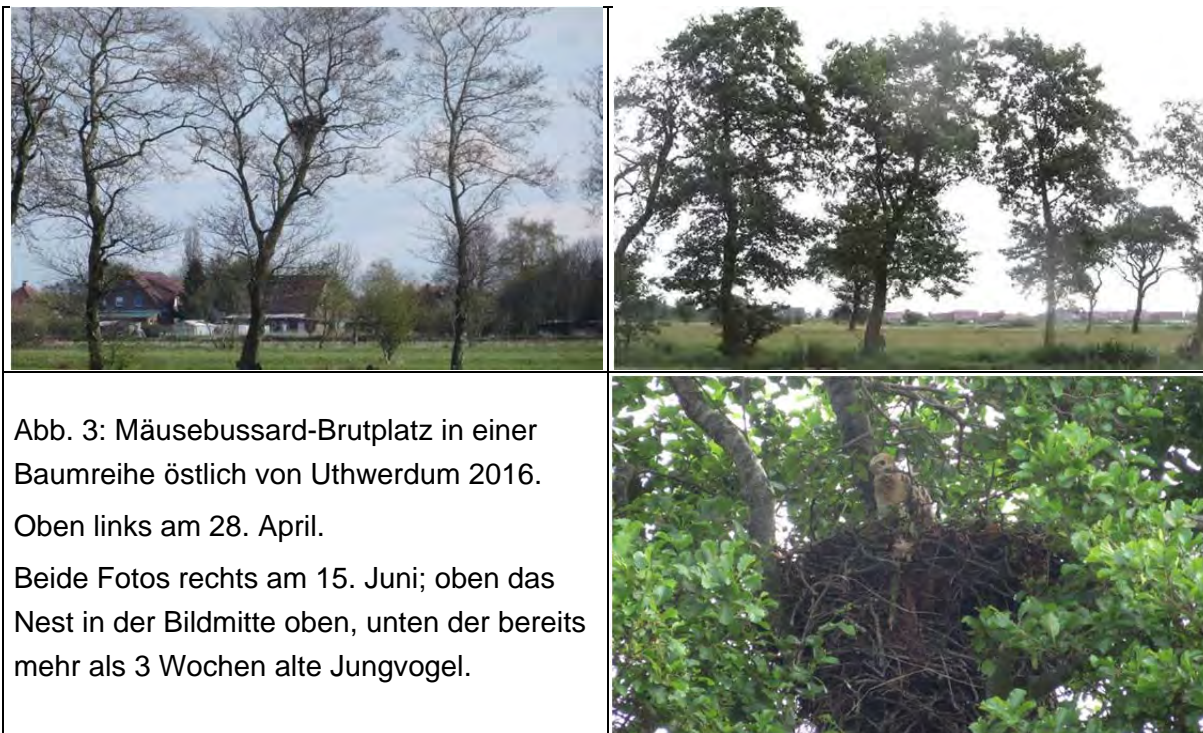 Abb. 3: Mäusebussard-Brutplatz in einer
Baumreihe östlich von Uthwerdum 2016.
Oben links am 28. April.
Beide Fotos rechts am 15. Juni; oben das
Nest in der Bildmitte oben, unten der bereits
mehr als 3 Wochen alte Jungvogel.